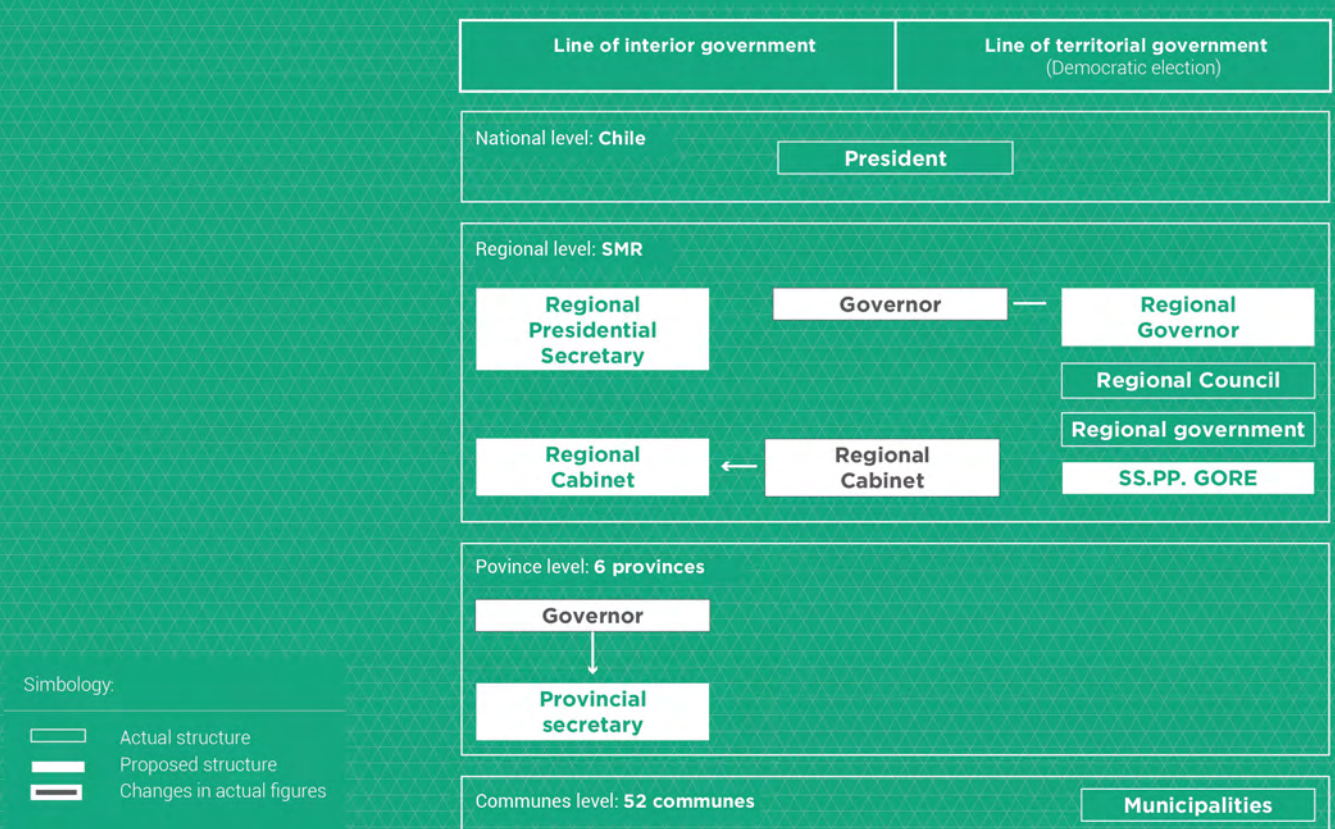 Line of interior government
Line of territorial government
(Democratic election)
National level: Chile
President
Regional level: SMR
Regional
Presidential
Secretary
Governor
Regional
Governor
Regional Council
Regional government
Regional
Cabinet
Regional
Cabinet
SS.PP. GORE
Povince level: 6 provinces
Governor
Provincial
secretary
Simbology:
Actual structure
Proposed structure
Changes in actual figures
Communes level: 52 communes
Municipalities